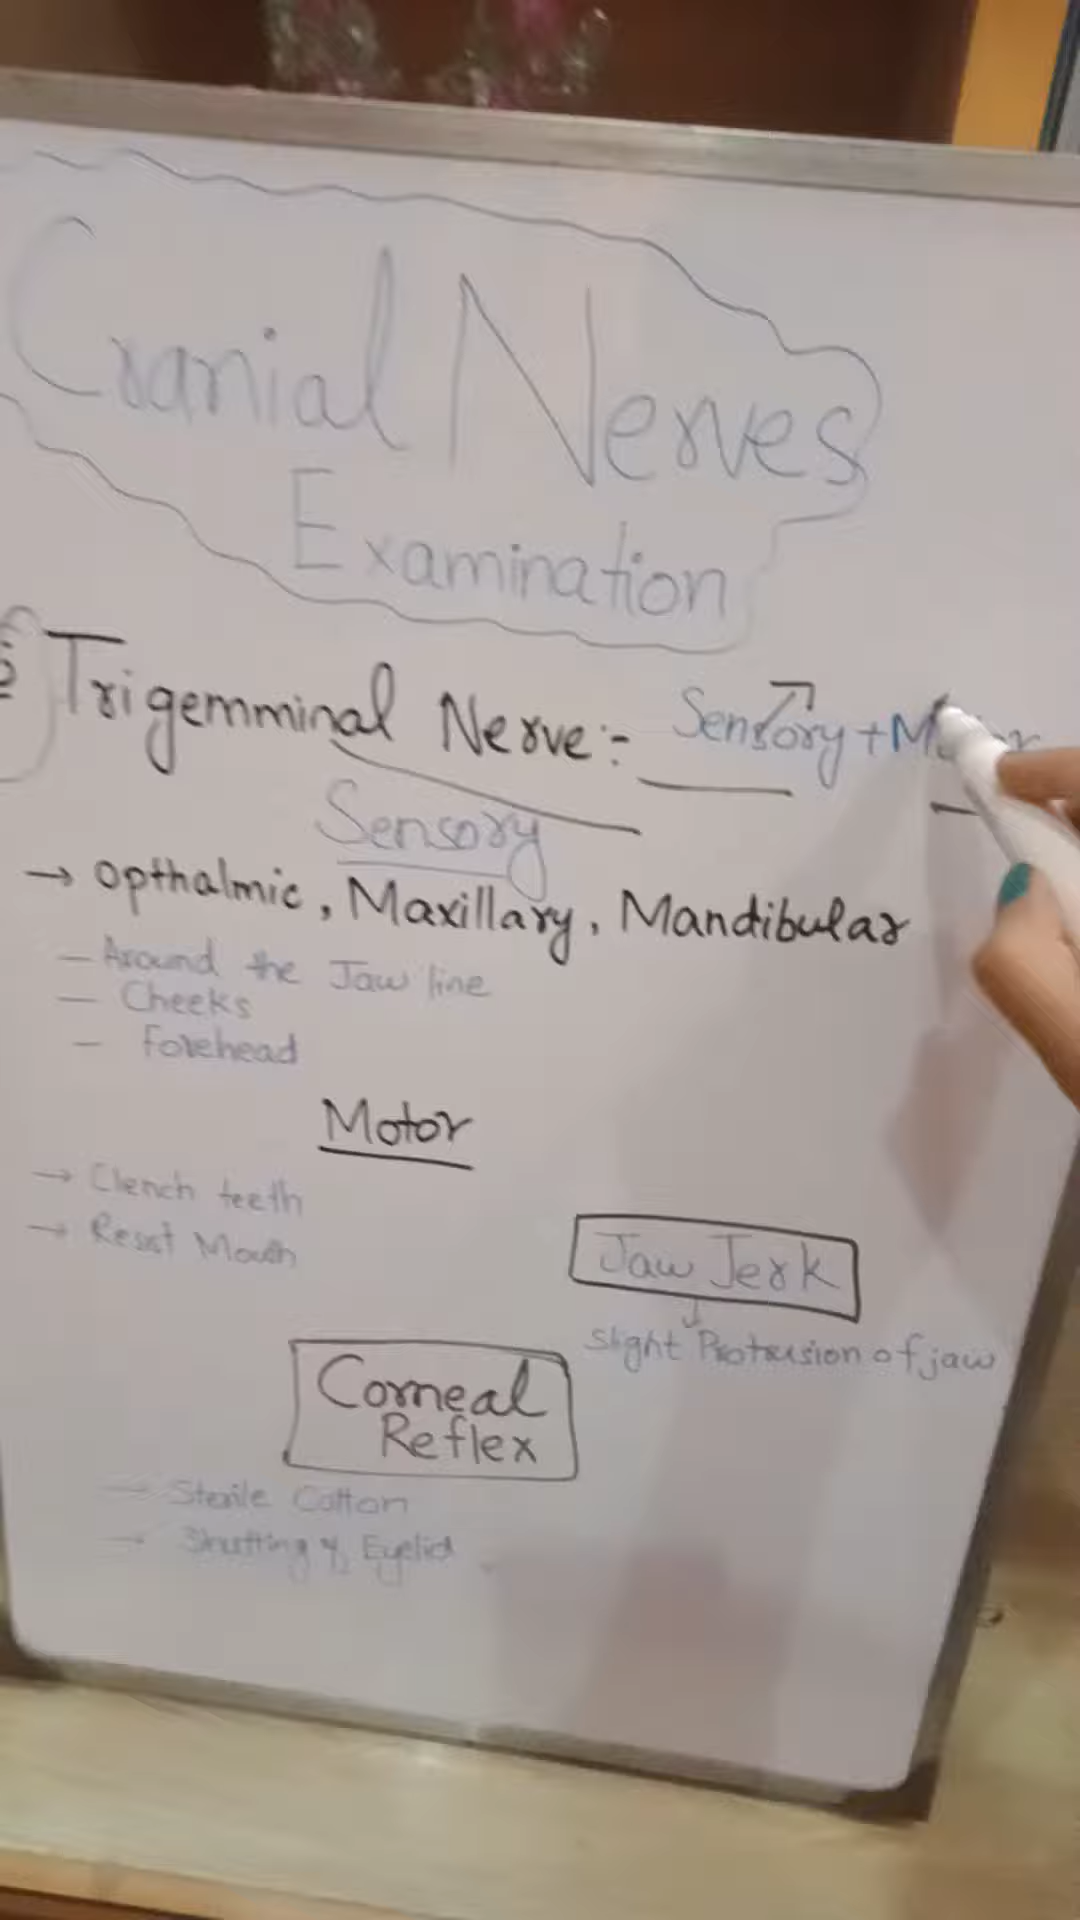 Cranial Nerves
Examination
Trigemminal Nerve:- Sensory + Motor
Sensory
→ Opthalmic, Maxillary, Mandibular
- Around the Jaw line
- Cheeks
- forehead
Motor
→ Clench teeth
→ Resist Mouth
Jaw Jerk
↓
Slight Protrusion of jaw
Corneal
Reflex
→ Sterile Cotton
→ Shutting of Eyelid